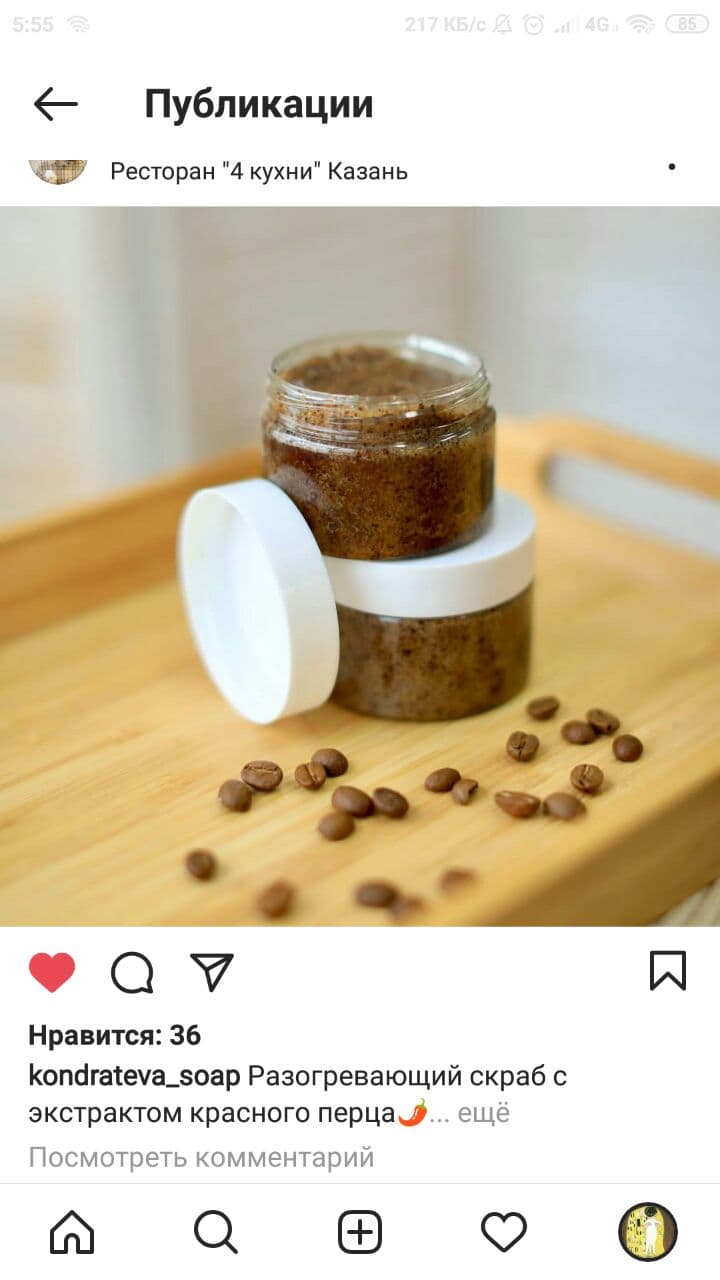 5:55 217 КБ/с 4G 85
Публикации
Ресторан "4 кухни" Казань
Нравится: 36
kondrateva_soap Разогревающий скраб с
экстрактом красного перца🌶️... ещё
Посмотреть комментарий